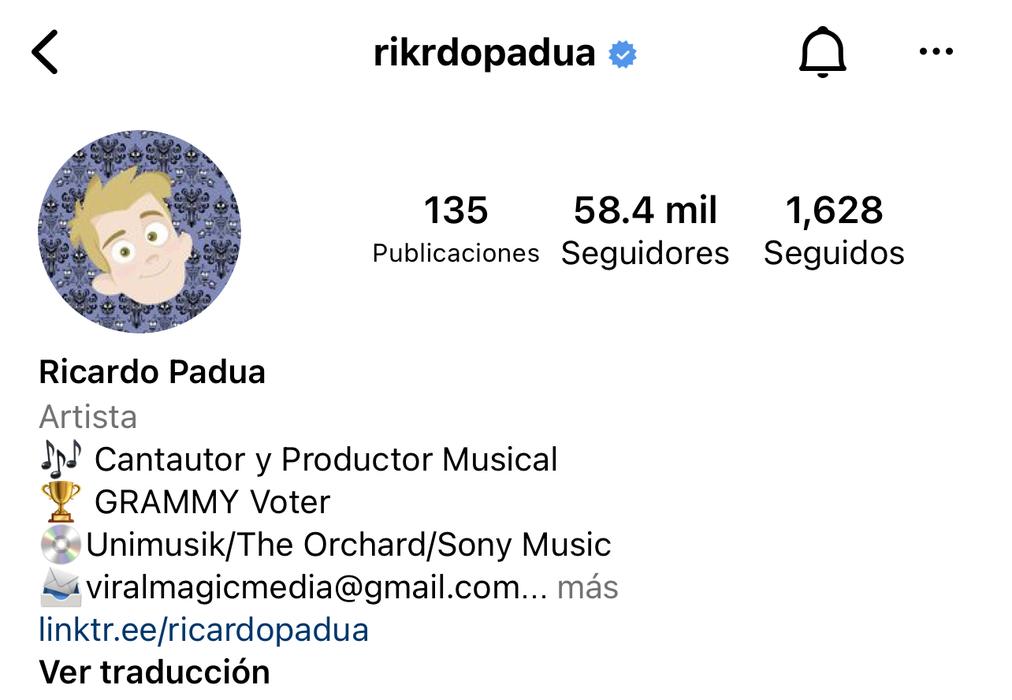 rikrdopadua
135 58.4 mil 1,628
Publicaciones Seguidores Seguidos
Ricardo Padua
Artista
🎶 Cantautor y Productor Musical
🏆 GRAMMY Voter
💿Unimusik/The Orchard/Sony Music
📨viralmagicmedia@gmail.com... más
linktr.ee/ricardopadua
Ver traducción